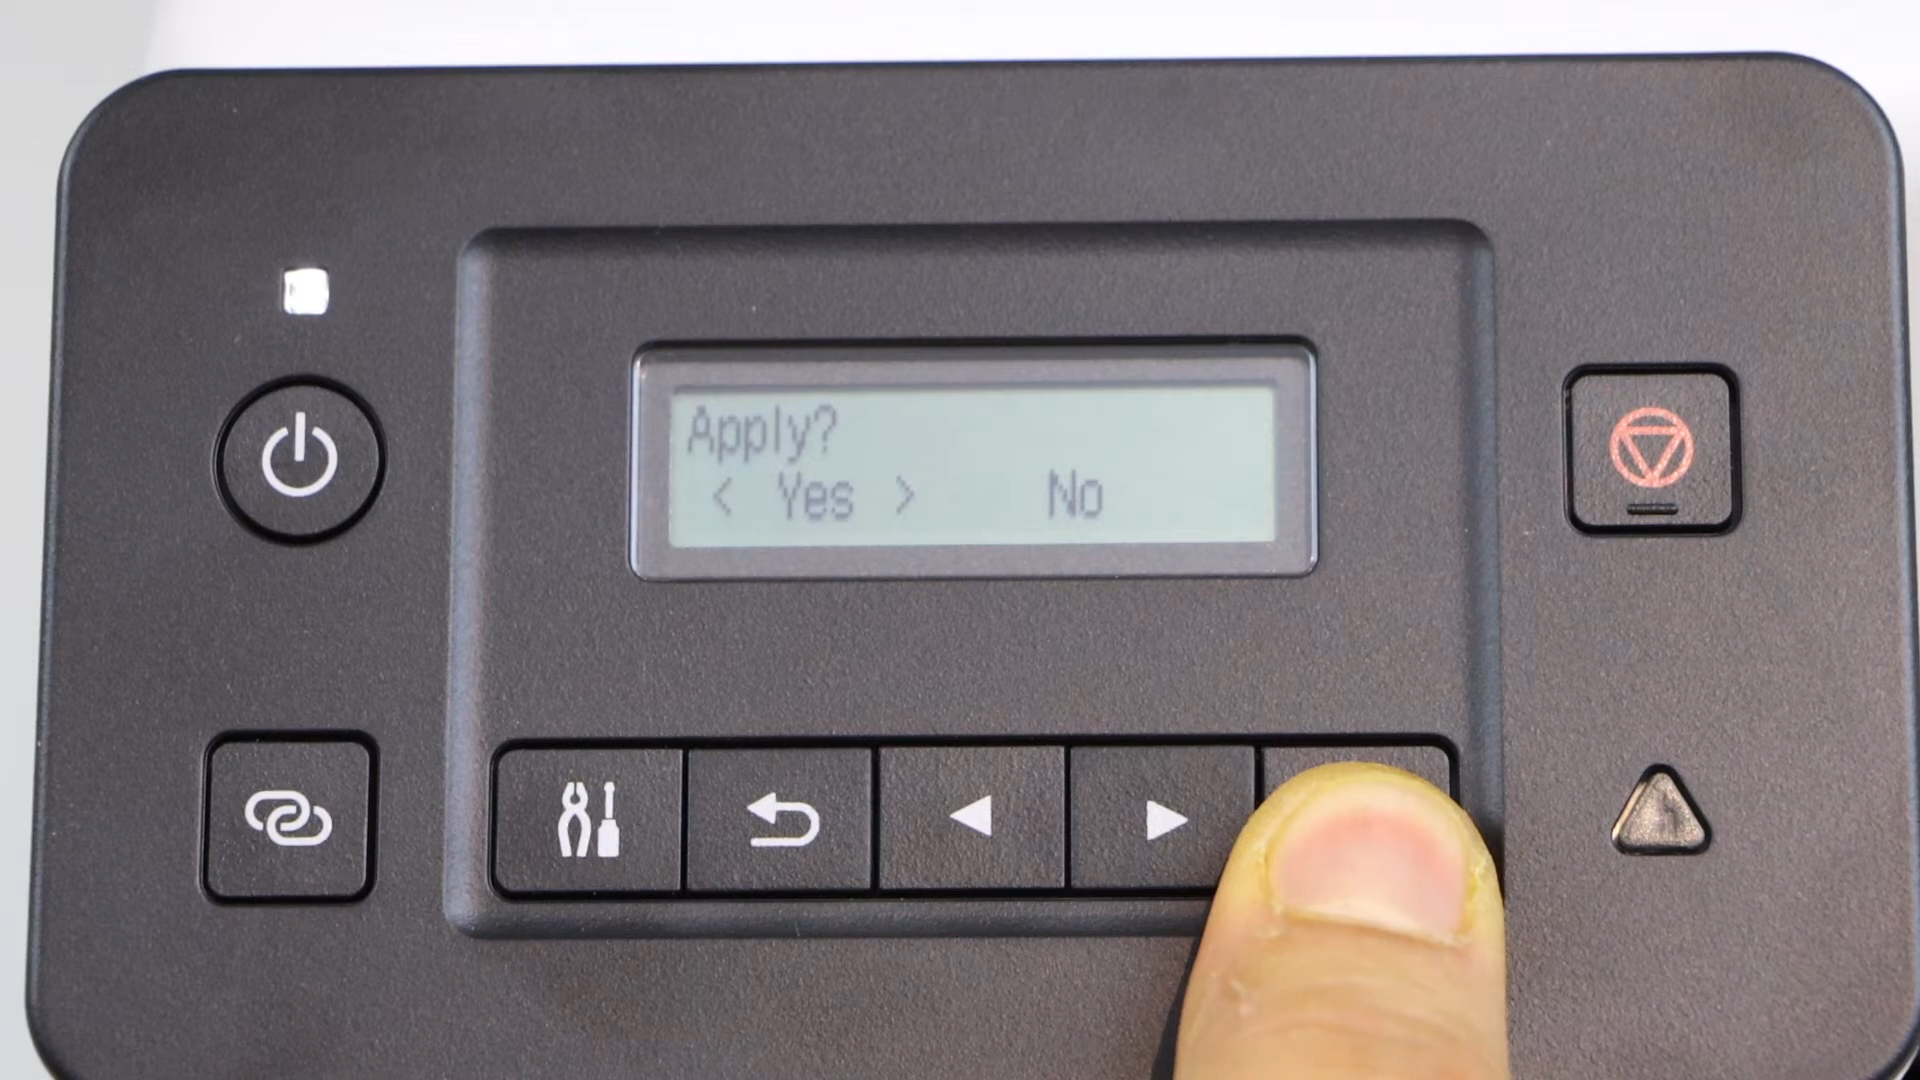 Apply?
< Yes > No